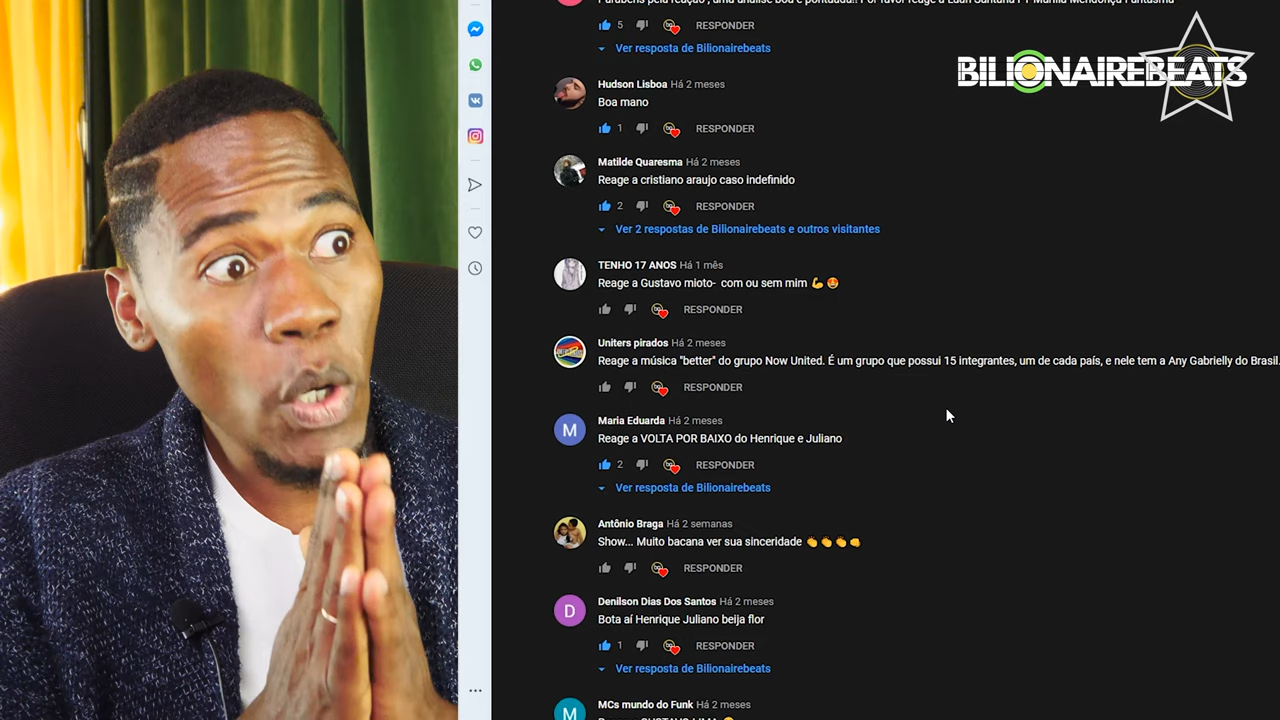 Parabéns pela reação , uma análise boa e pontuada!! Por favor reage a Luan Santana FT Marília Mendonça Fantasma
5 RESPONDER
Ver resposta de Bilionairebeats
BILIONAIREBEATS
Hudson Lisboa Há 2 meses
Boa mano
1 RESPONDER
Matilde Quaresma Há 2 meses
Reage a cristiano araujo caso indefinido
2 RESPONDER
Ver 2 respostas de Bilionairebeats e outros visitantes
TENHO 17 ANOS Há 1 mês
Reage a Gustavo mioto- com ou sem mim 💪🤩
RESPONDER
Uniters pirados Há 2 meses
Reage a música "better" do grupo Now United. É um grupo que possui 15 integrantes, um de cada país, e nele tem a Any Gabrielly do Brasil.
RESPONDER
M
Maria Eduarda Há 2 meses
Reage a VOLTA POR BAIXO do Henrique e Juliano
2 RESPONDER
Ver resposta de Bilionairebeats
Antônio Braga Há 2 semanas
Show... Muito bacana ver sua sinceridade 👏👏👏👊
RESPONDER
D
Denilson Dias Dos Santos Há 2 meses
Bota aí Henrique Juliano beija flor
1 RESPONDER
Ver resposta de Bilionairebeats
M
MCs mundo do Funk Há 2 meses